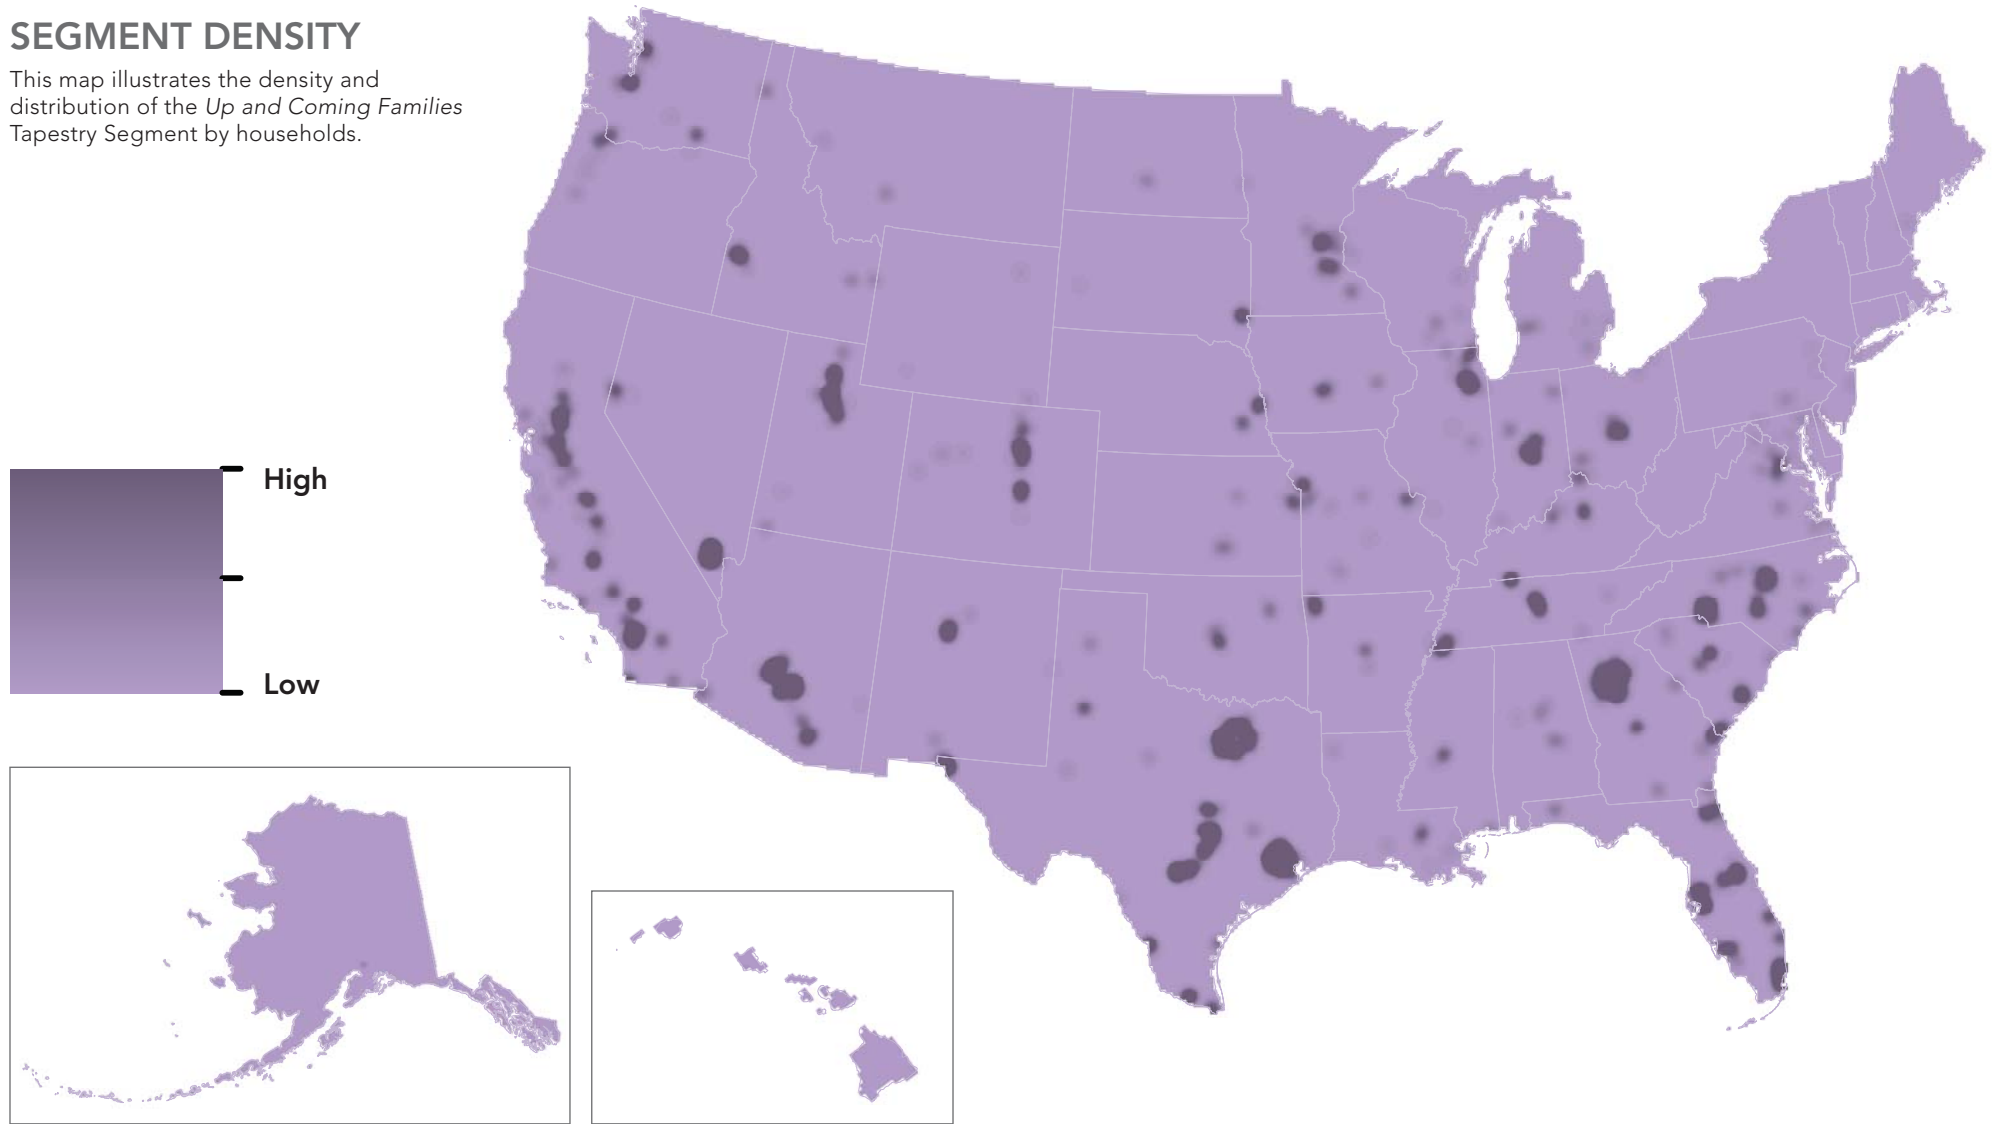 SEGMENT DENSITY
This map illustrates the density and
distribution of the Up and Coming Families
Tapestry Segment by households.
High
Low